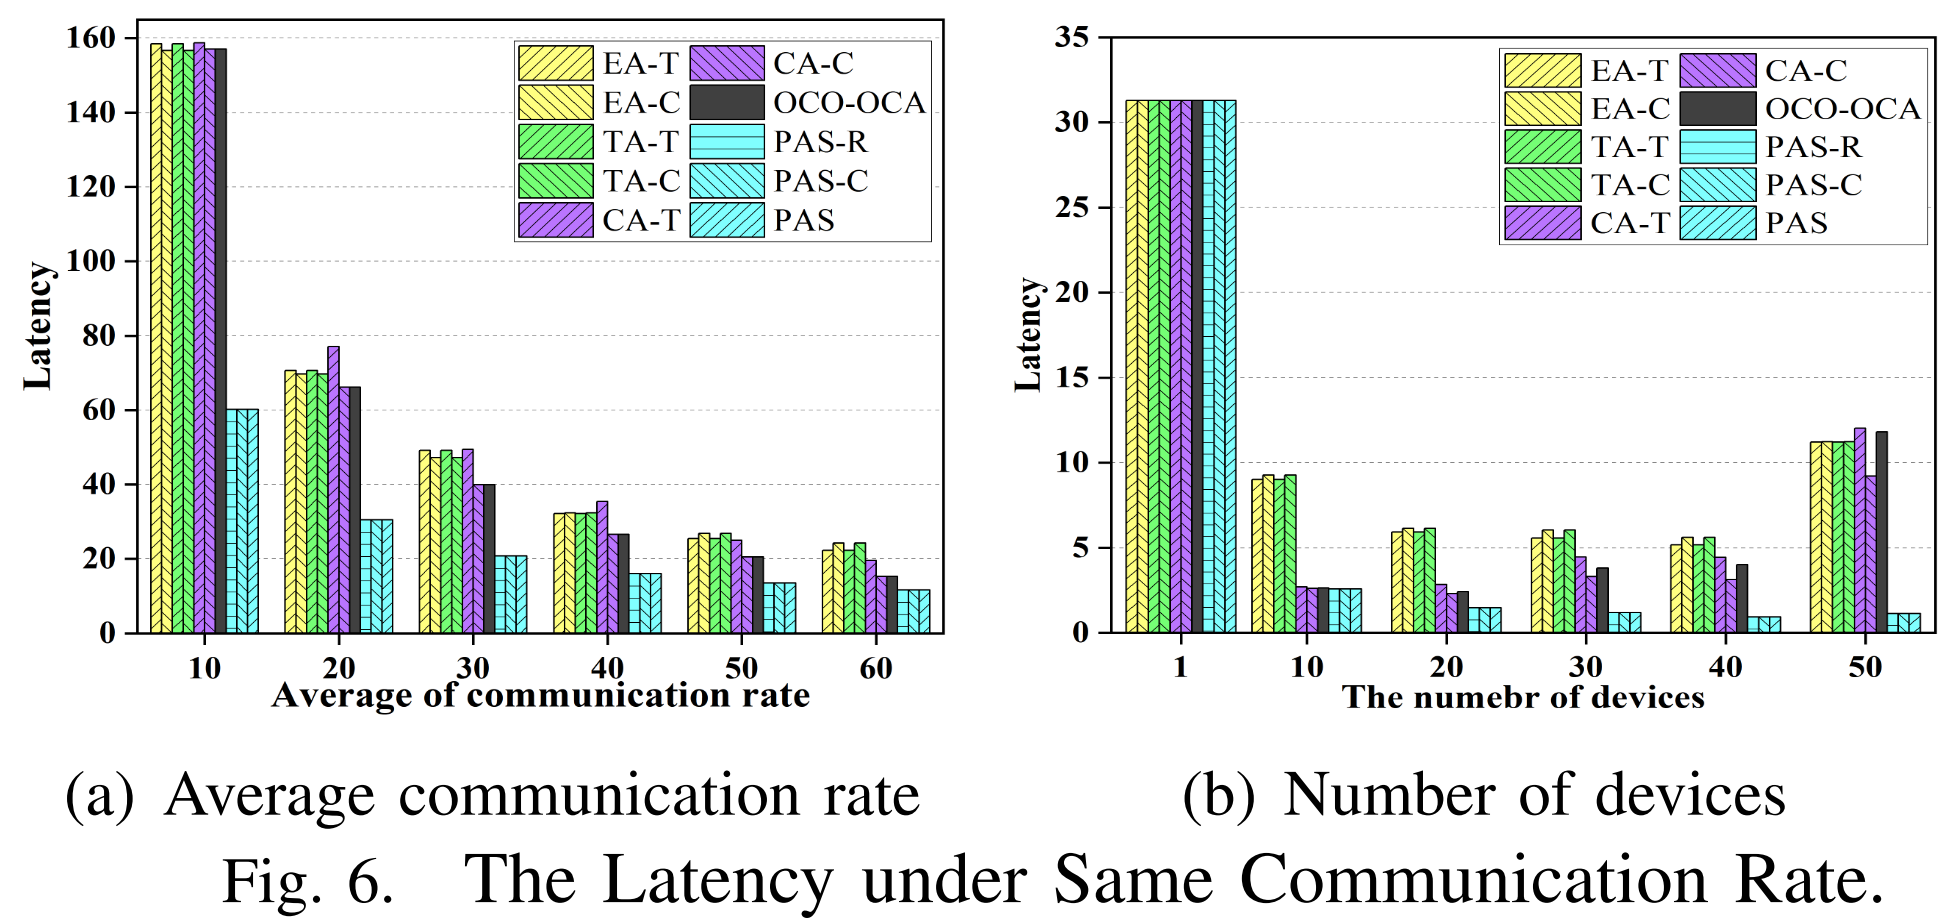 160
140
120
100
80
60
40
20
0
Latency
EA-T
EA-C
TA-T
TA-C
CA-T
CA-C
OCO-OCA
PAS-R
PAS-C
PAS
10 20 30 40 50 60
Average of communication rate
35
30
25
20
15
10
5
0
Latency
EA-T
EA-C
TA-T
TA-C
CA-T
CA-C
OCO-OCA
PAS-R
PAS-C
PAS
1 10 20 30 40 50
The numebr of devices
(a) Average communication rate
(b) Number of devices
Fig. 6. The Latency under Same Communication Rate.